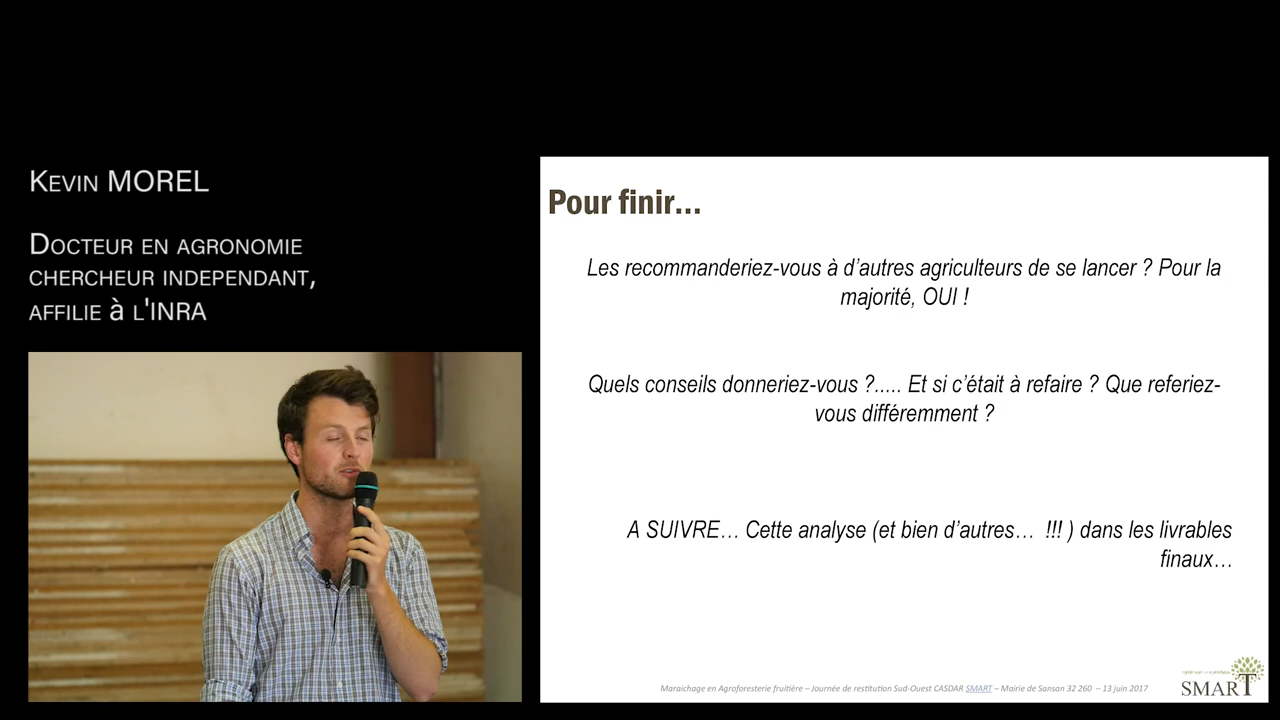 Kevin MOREL
Docteur en agronomie
chercheur independant,
affilie à l'INRA
Pour finir...
Les recommanderiez-vous à d'autres agriculteurs de se lancer ? Pour la
majorité, OUI !
Quels conseils donneriez-vous ?..... Et si c'était à refaire ? Que referiez-
vous différemment ?
A SUIVRE… Cette analyse (et bien d'autres… !!! ) dans les livrables
finaux…
Maraichage en Agroforesterie fruitière – Journée de restitution Sud-Ouest CASDAR SMART – Mairie de Sansan 32 260 – 13 juin 2017
SMART